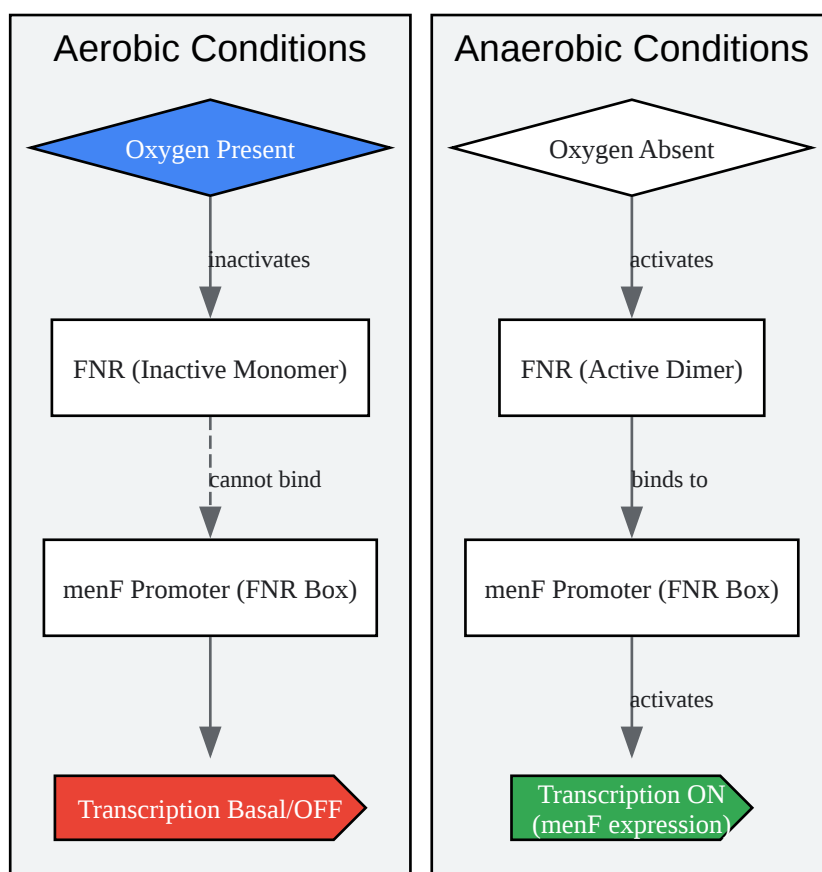 Aerobic Conditions
Oxygen Present
inactivates
FNR (Inactive Monomer)
cannot bind
menF Promoter (FNR Box)
Transcription Basal/OFF
Anaerobic Conditions
Oxygen Absent
activates
FNR (Active Dimer)
binds to
menF Promoter (FNR Box)
activates
Transcription ON
(menF expression)